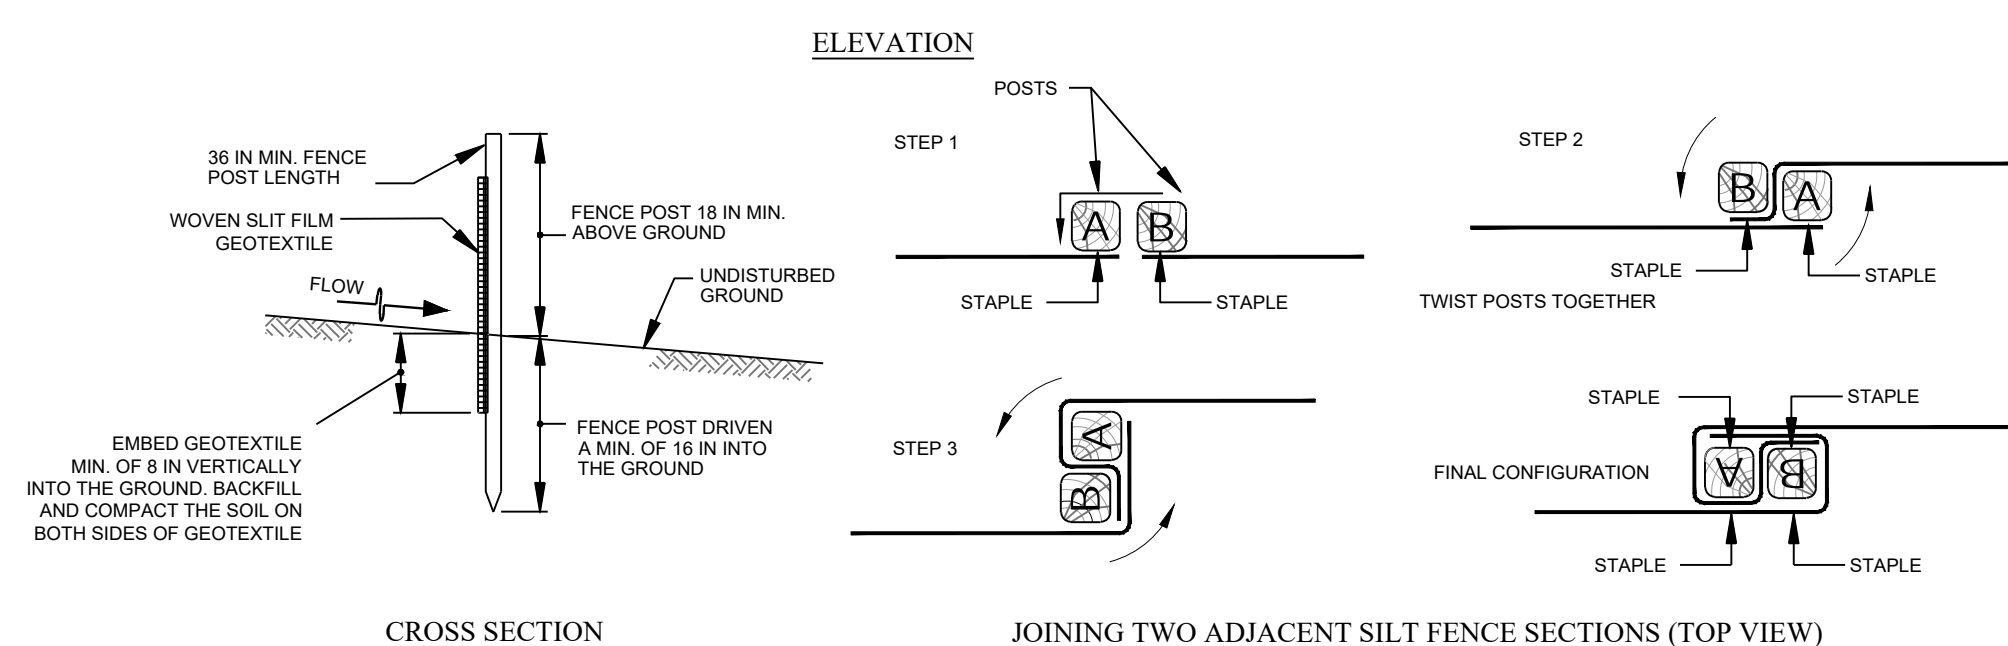 ELEVATION
36 IN MIN. FENCE
POST LENGTH
WOVEN SLIT FILM
GEOTEXTILE
FLOW
FENCE POST 18 IN MIN.
ABOVE GROUND
UNDISTURBED
GROUND
EMBED GEOTEXTILE
MIN. OF 8 IN VERTICALLY
INTO THE GROUND. BACKFILL
AND COMPACT THE SOIL ON
BOTH SIDES OF GEOTEXTILE
FENCE POST DRIVEN
A MIN. OF 16 IN INTO
THE GROUND
CROSS SECTION
POSTS
STEP 1
A
B
STAPLE
STAPLE
STEP 2
B
A
STAPLE
STAPLE
TWIST POSTS TOGETHER
STEP 3
A
B
STAPLE
STAPLE
FINAL CONFIGURATION
A
B
STAPLE
STAPLE
JOINING TWO ADJACENT SILT FENCE SECTIONS (TOP VIEW)